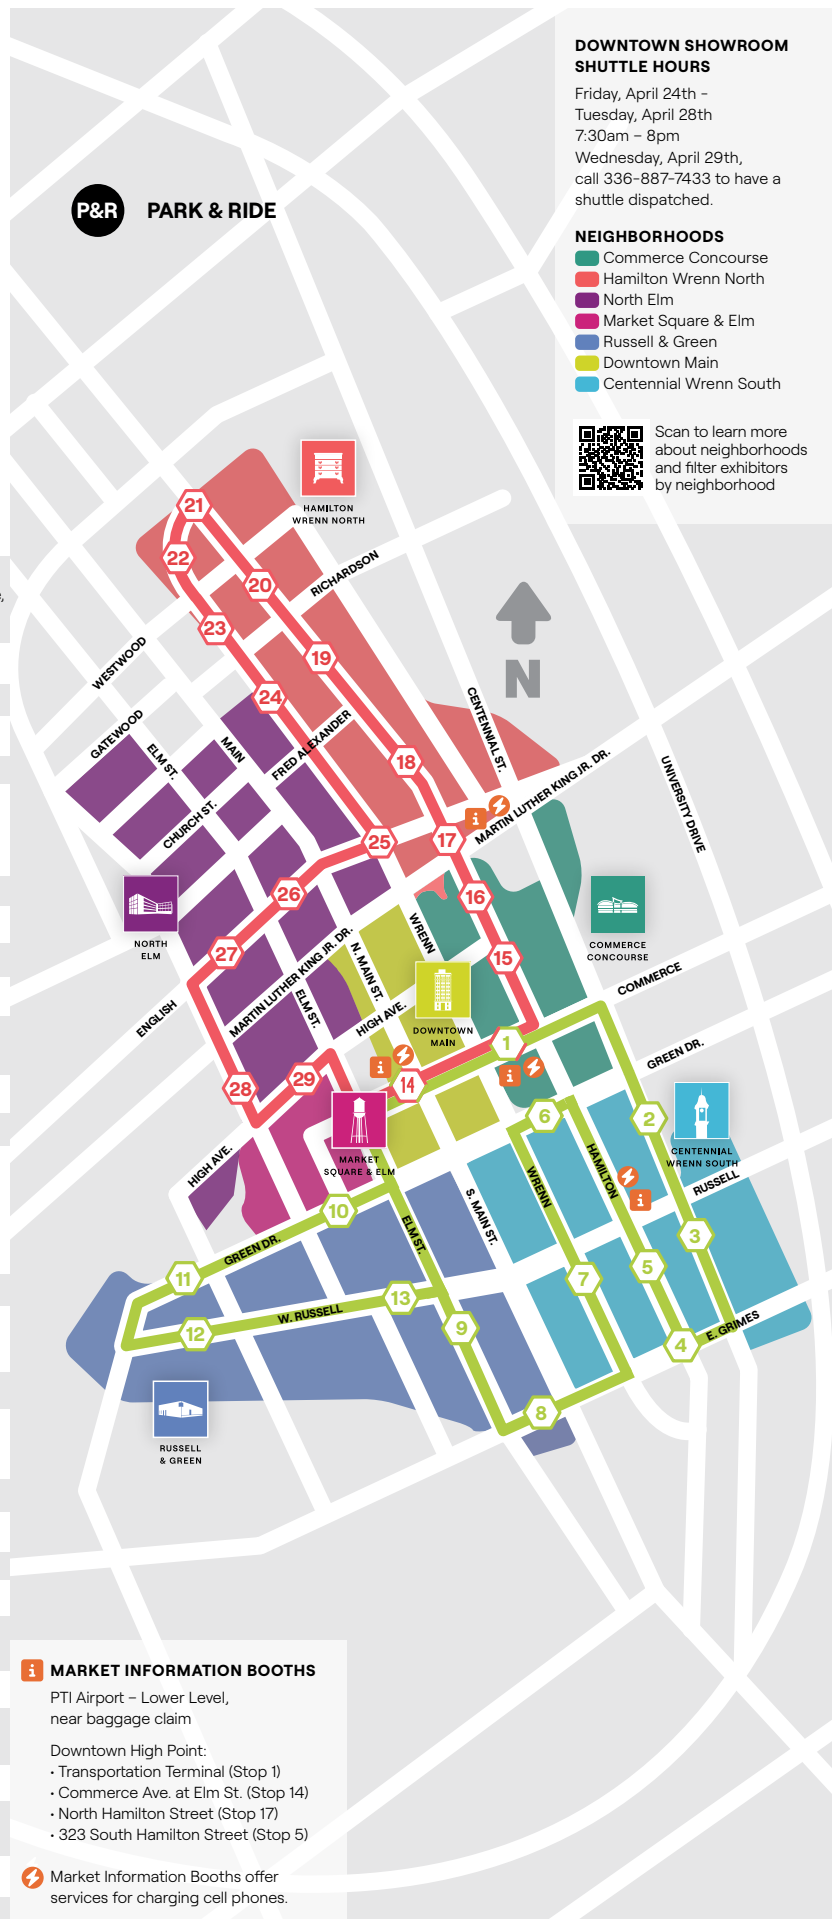 DOWNTOWN SHOWROOM
SHUTTLE HOURS
Friday, April 24th -
Tuesday, April 28th
7:30am – 8pm
Wednesday, April 29th,
call 336-887-7433 to have a
shuttle dispatched.
P&R PARK & RIDE
NEIGHBORHOODS
Commerce Concourse
Hamilton Wrenn North
North Elm
Market Square & Elm
Russell & Green
Downtown Main
Centennial Wrenn South
Scan to learn more
about neighborhoods
and filter exhibitors
by neighborhood
HAMILTON
WRENN NORTH
21
22
20
RICHARDSON
23
19
N
WESTWOOD
24
CENTENNIAL ST.
GATEWOOD
ELM ST.
MAIN
FRED ALEXANDER
18
UNIVERSITY DRIVE
MARTIN LUTHER KING JR. DR.
CHURCH ST.
i
25
17
26
16
NORTH
ELM
WRENN
COMMERCE
CONCOURSE
27
MARTIN LUTHER KING JR. DR.
N. MAIN ST.
15
COMMERCE
ENGLISH
ELM ST.
HIGH AVE.
DOWNTOWN
MAIN
1
GREEN DR.
i
i
29
28
14
6
2
MARKET
SQUARE & ELM
HAMILTON
CENTENNIAL
WRENN SOUTH
HIGH AVE.
WRENN
RUSSELL
i
10
S. MAIN ST.
ELM ST.
3
GREEN DR.
11
5
7
13
W. RUSSELL
12
9
4
E. GRIMES
8
RUSSELL
& GREEN
i MARKET INFORMATION BOOTHS
PTI Airport – Lower Level,
near baggage claim
Downtown High Point:
• Transportation Terminal (Stop 1)
• Commerce Ave. at Elm St. (Stop 14)
• North Hamilton Street (Stop 17)
• 323 South Hamilton Street (Stop 5)
Market Information Booths offer
services for charging cell phones.